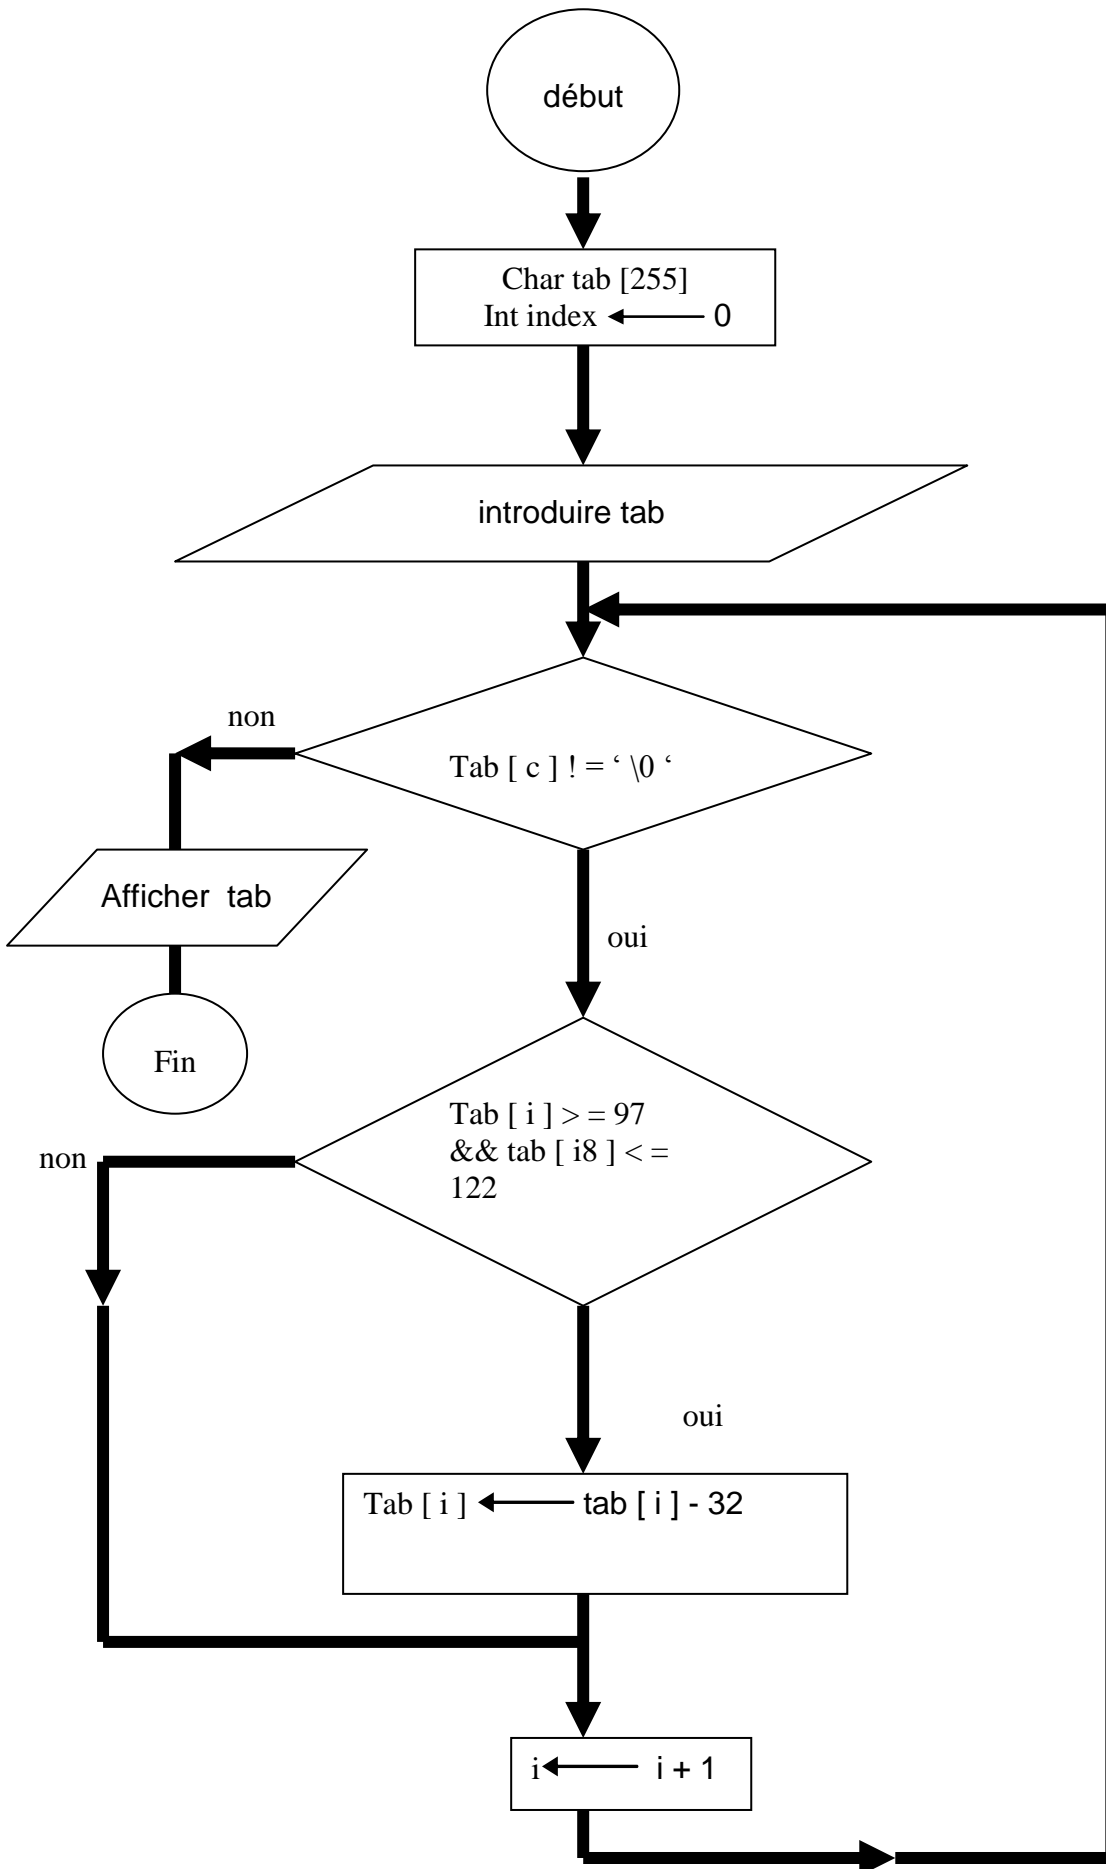 début
Char tab [255]
Int index ← 0
introduire tab
non
Tab [ c ] ! = ‘ \0 ‘
Afficher tab
oui
Fin
Tab [ i ] > = 97
&& tab [ i8 ] < =
122
non
oui
Tab [ i ] ← tab [ i ] - 32
i ← i + 1